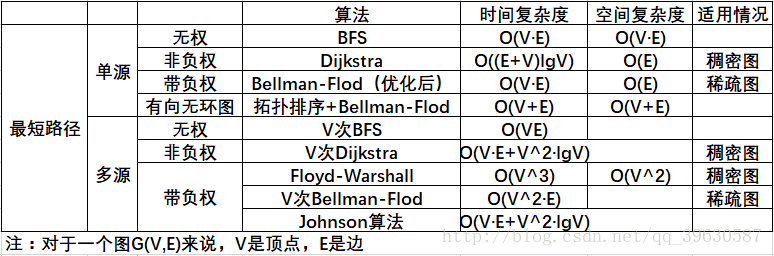 算法 时间复杂度 空间复杂度 适用情况
最短路径 单源 无权 BFS O(V·E) O(V·E)
非负权 Dijkstra O((E+V)lgV) O(E) 稠密图
带负权 Bellman-Flod（优化后） O(V·E) O(E) 稀疏图
有向无环图 拓扑排序+Bellman-Flod O(V+E) O(V+E)
多源 无权 V次BFS O(VE)
非负权 V次Dijkstra O(V·E+V^2·lgV) 稠密图
带负权 Floyd-Warshall O(V^3) O(V^2) 稠密图
V次Bellman-Flod O(V^2·E) 稀疏图
Johnson算法 O(V·E+V^2·lgV)
注：对于一个图G(V,E)来说，V是顶点，E是边
http://blog.csdn.net/qq_39630587